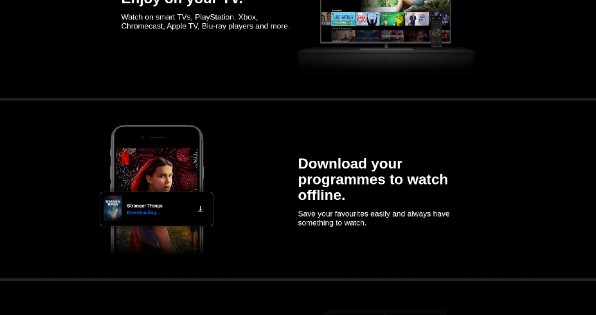 Enjoy on your TV.
Watch on smart TVs, PlayStation, Xbox,
Chromecast, Apple TV, Blu-ray players and more.
Download your
programmes to watch
offline.
Stranger Things
Downloading...
Save your favourites easily and always have
something to watch.